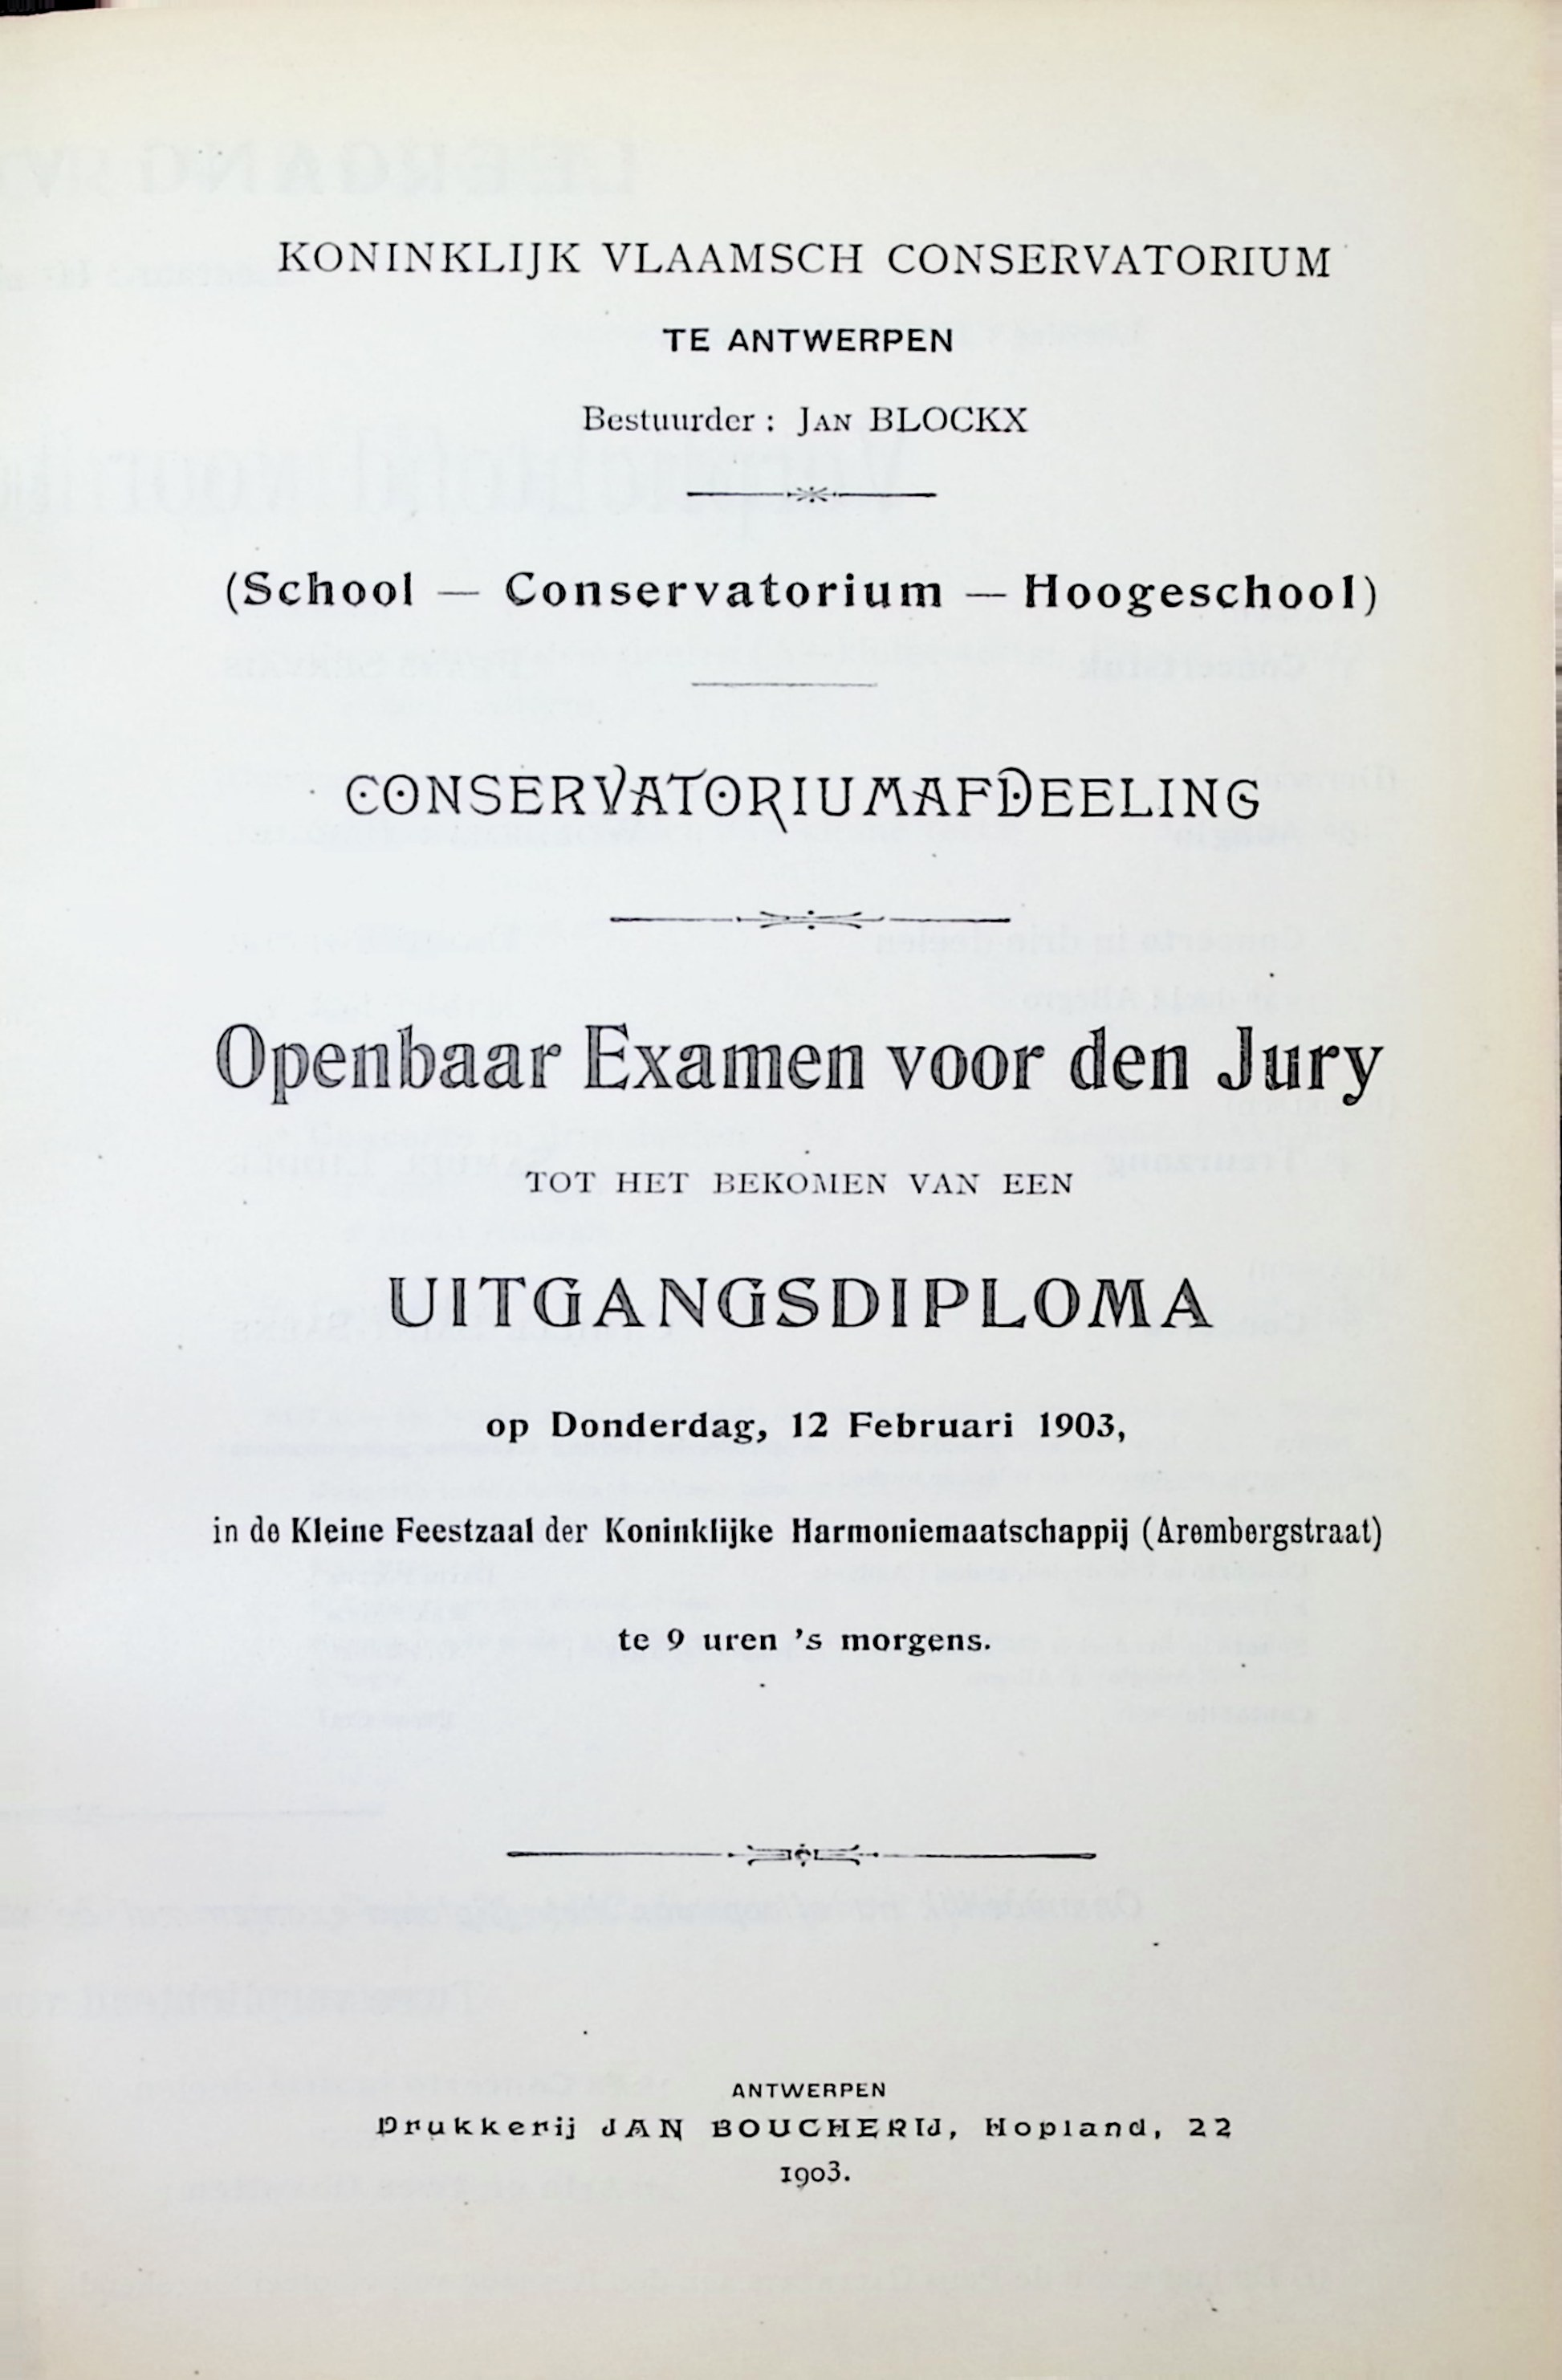 KONINKLIJK VLAAMSCH CONSERVATORIUM
TE ANTWERPEN
Bestuurder : JAN BLOCKX
(School — Conservatorium — Hoogeschool)
CONSERVATORIUMAFDEELING
Openbaar Examen voor den Jury
TOT HET BEKOMEN VAN EEN
UITGANGSDIPLOMA
op Donderdag, 12 Februari 1903,
in de Kleine Feestzaal der Koninklijke Harmoniemaatschappij (Arembergstraat)
te 9 uren 's morgens.
ANTWERPEN
Drukkerij JAN BOUCHERIJ, Hopland, 22
1903.